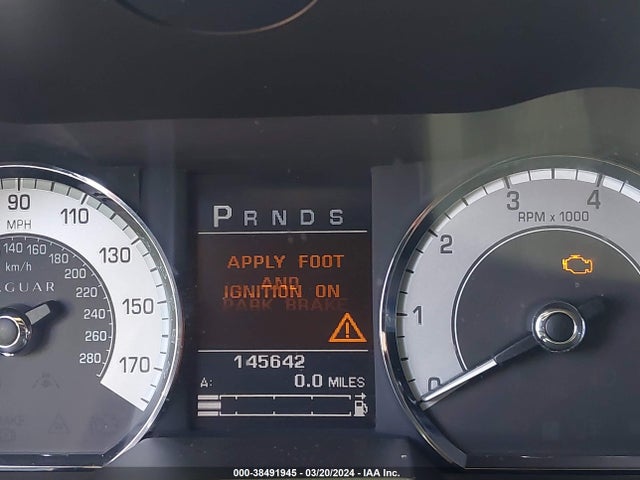 PRNDS
APPLY FOOT
AND
IGNITION ON
PARK BRAKE
145642
A: 0.0 MILES
90 110 130 150 170
MPH
140 160 180 200 220 240 260 280
km/h
GUAR
0 1 2 3 4
RPM x 1000
000-38491945 - 03/20/2024 - IAA Inc.